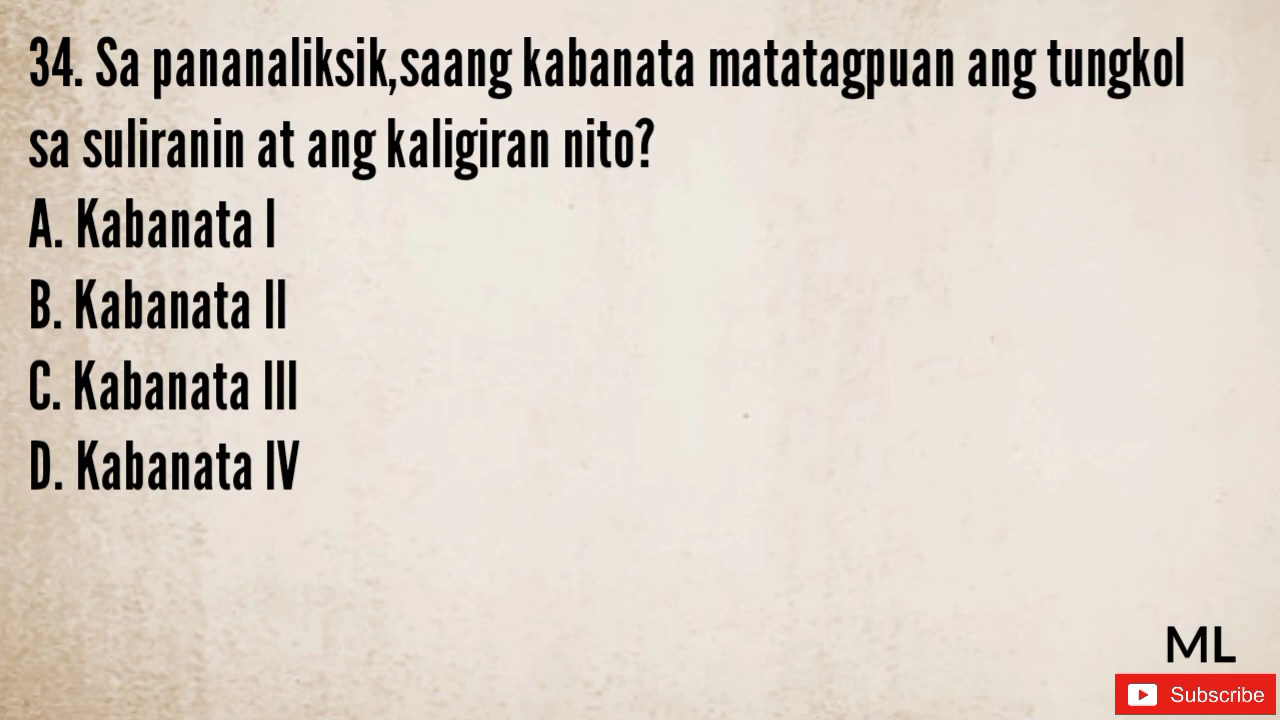 34. Sa pananaliksik,saang kabanata matatagpuan ang tungkol
sa suliranin at ang kaligiran nito?
A. Kabanata I
B. Kabanata II
C. Kabanata III
D. Kabanata IV
ML
Subscribe